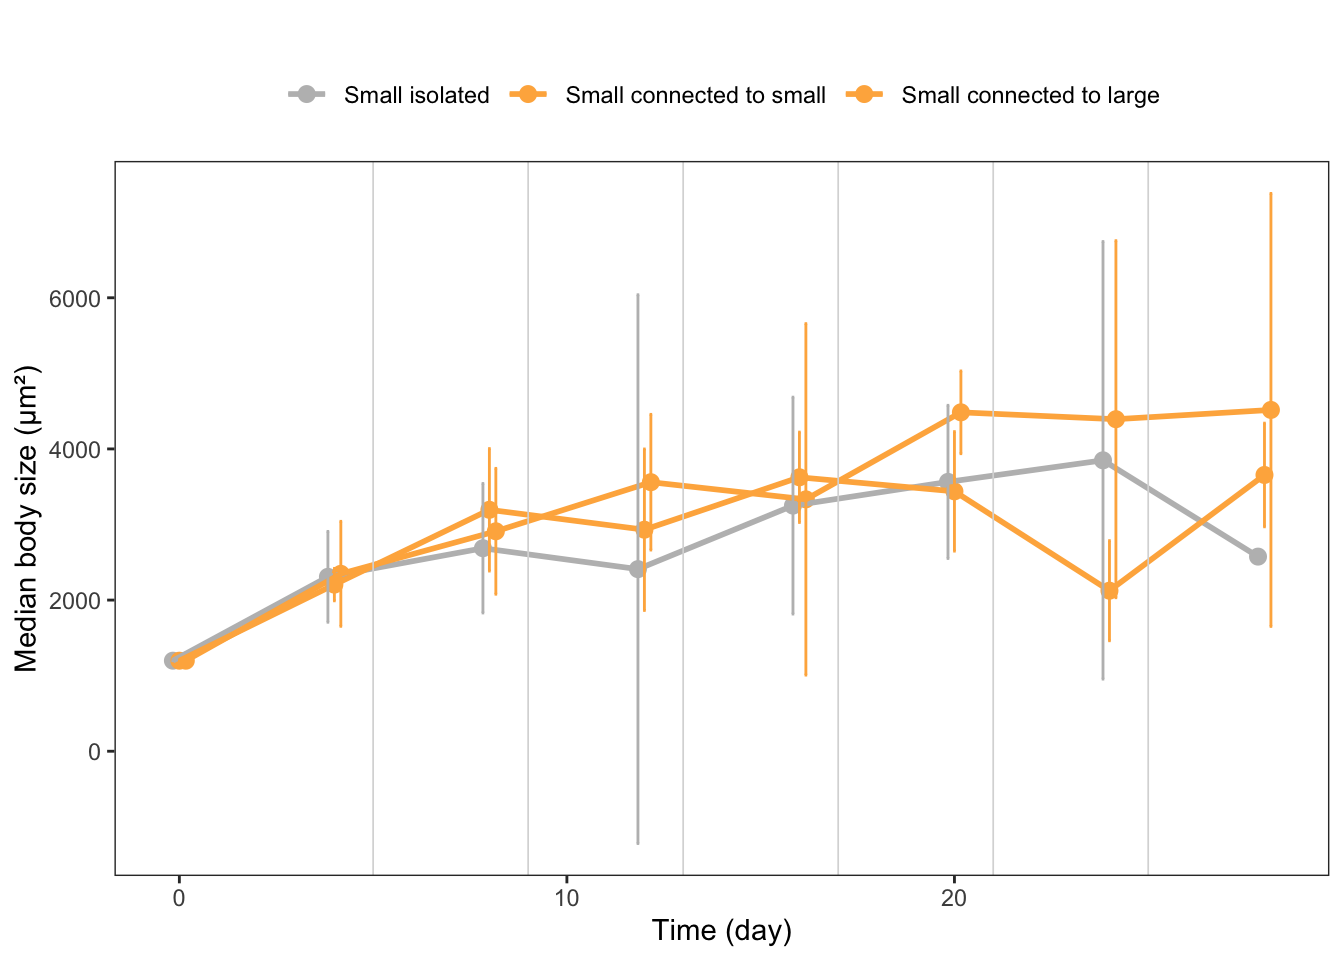 Small isolated Small connected to small Small connected to large
Median body size (μm²)
6000
4000
2000
0
0 10 20
Time (day)